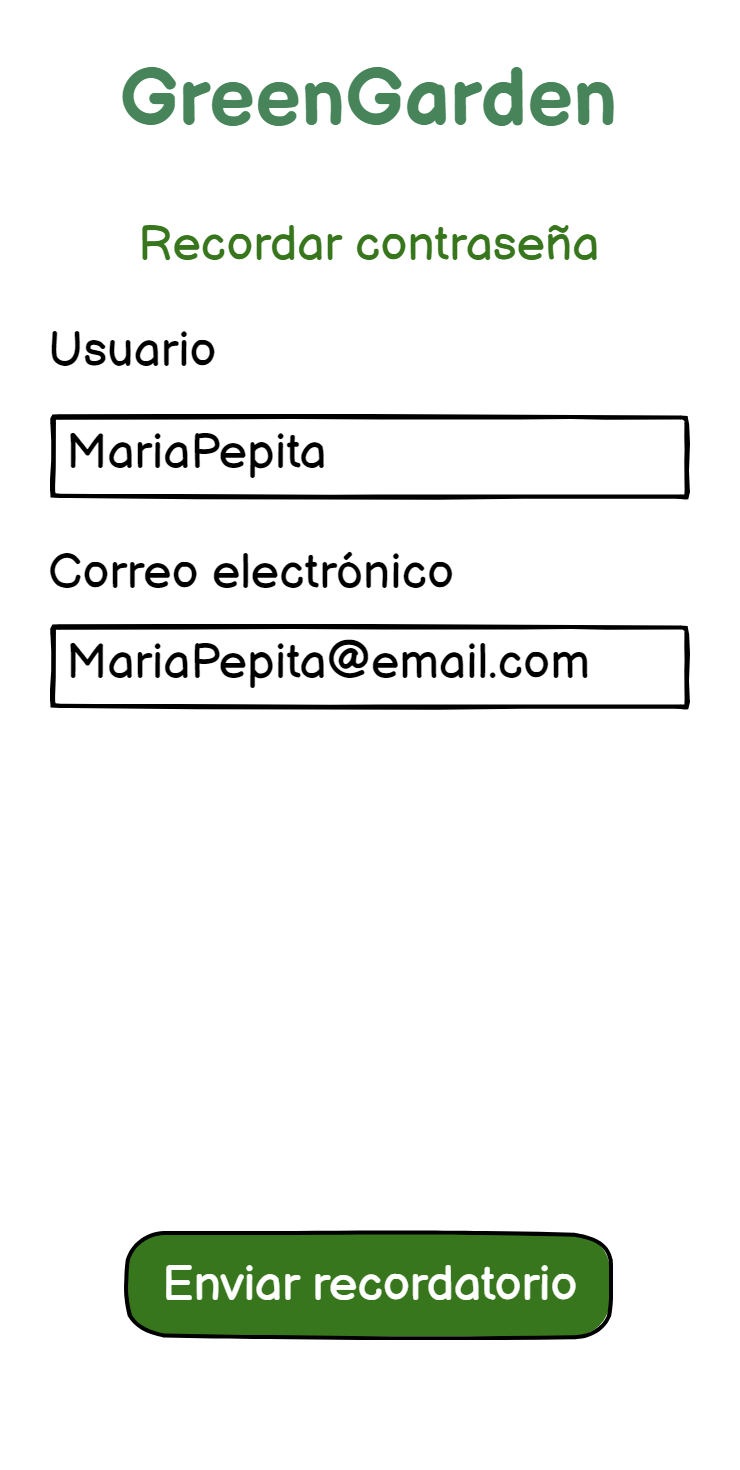 GreenGarden
Recordar contraseña
Usuario
MariaPepita
Correo electrónico
MariaPepita@email.com
Enviar recordatorio